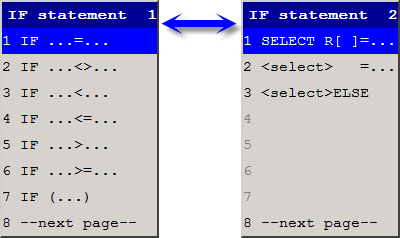 IF statement 1
1 IF ...=...
2 IF ...<>...
3 IF ...<...
4 IF ...<=...
5 IF ...>...
6 IF ...>=...
7 IF (...)
8 --next page--
IF statement 2
1 SELECT R[ ]=...
2 <select> =...
3 <select>ELSE
4
5
6
7
8 --next page--